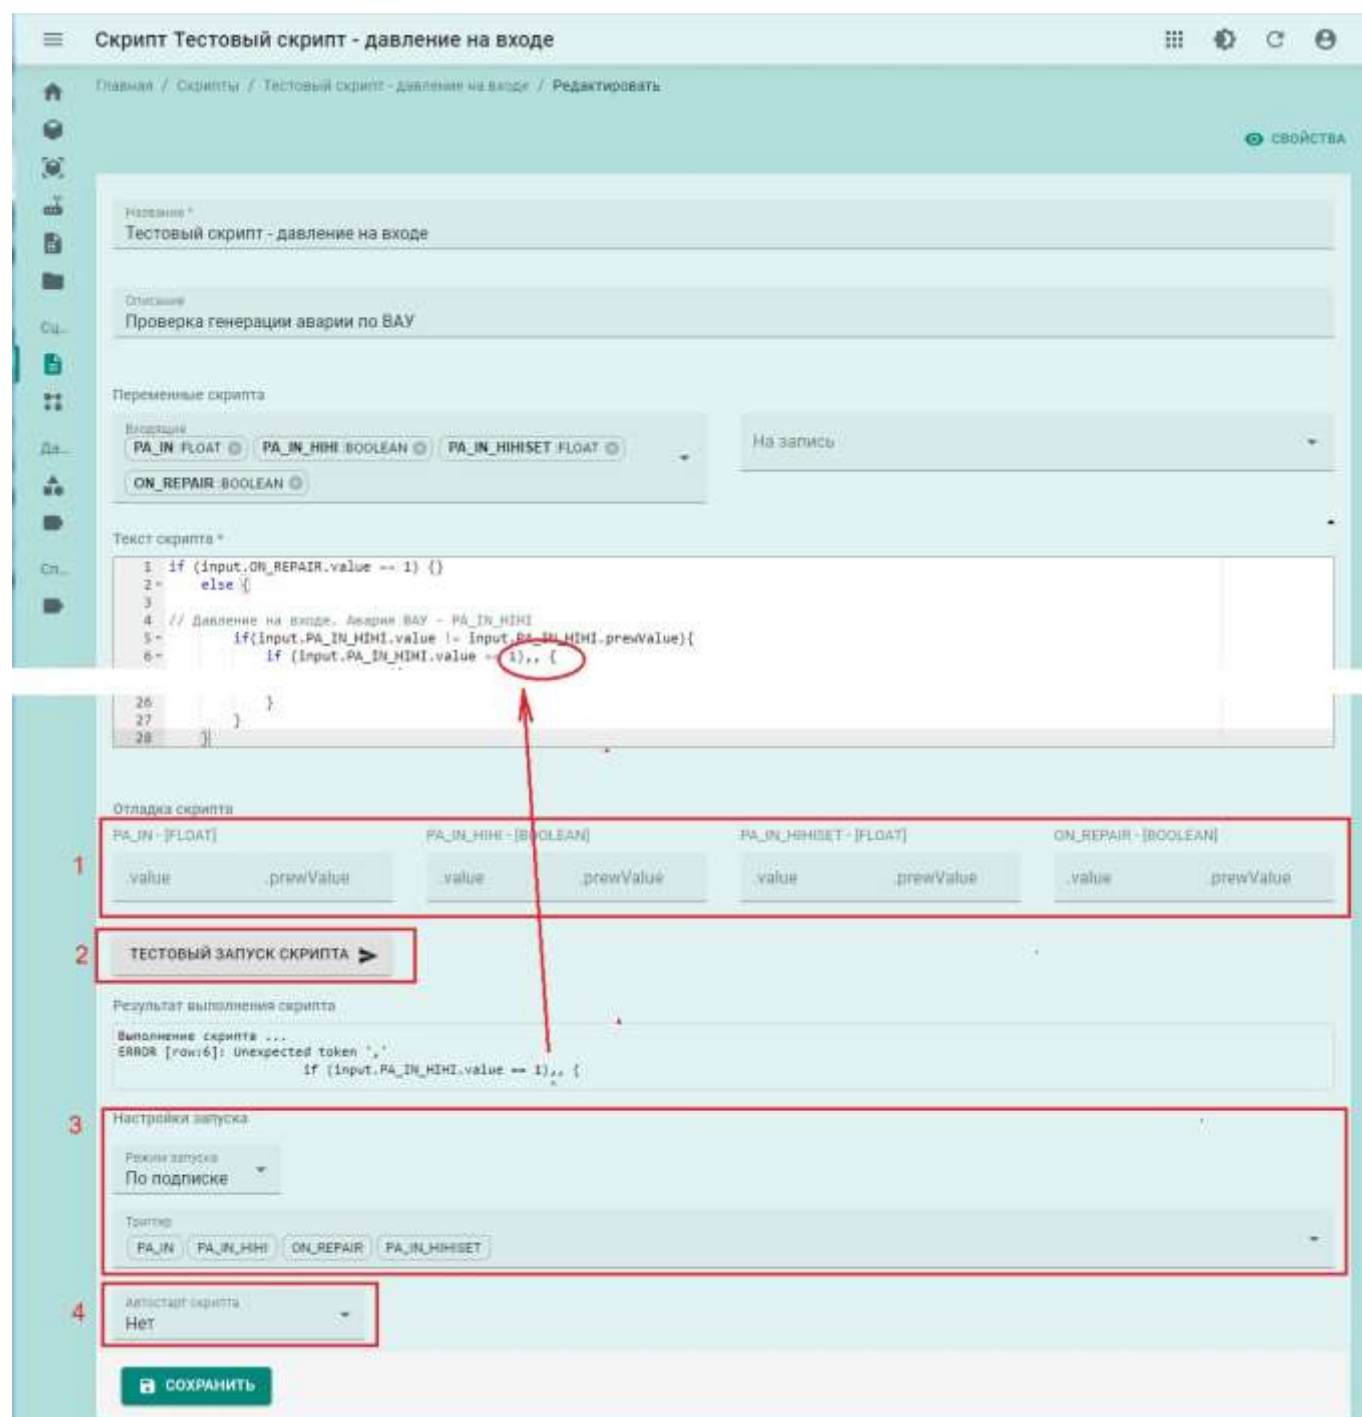 Скрипт Тестовый скрипт - давление на входе
Главная / Скрипты / Тестовый скрипт - давление на входе / Редактировать
СВОЙСТВА
Название *
Тестовый скрипт - давление на входе
Описание
Проверка генерации аварии по ВАУ
Сц...
Переменные скрипта
Входящие
PA_IN :FLOAT PA_IN_HIHI :BOOLEAN PA_IN_HIHISET :FLOAT
ON_REPAIR :BOOLEAN
На запись
Да...
Текст скрипта *
Сп...
1 if (input.ON_REPAIR.value == 1) {}
2 else {
3
4 // Давление на входе. Авария ВАУ - PA_IN_HIHI
5 if(input.PA_IN_HIHI.value != input.PA_IN_HIHI.prewValue){
6 if (input.PA_IN_HIHI.value == 1),, {
26 }
27 }
28 }
Отладка скрипта
PA_IN - [FLOAT] PA_IN_HIHI - [BOOLEAN] PA_IN_HIHISET - [FLOAT] ON_REPAIR - [BOOLEAN]
1
.value .prewValue .value .prewValue .value .prewValue .value .prewValue
2
ТЕСТОВЫЙ ЗАПУСК СКРИПТА
Результат выполнения скрипта
Выполнение скрипта ...
ERROR [row:6]: Unexpected token ','
if (input.PA_IN_HIHI.value == 1),, {
^
3
Настройки запуска
Режим запуска
По подписке
Триггер
PA_IN PA_IN_HIHI ON_REPAIR PA_IN_HIHISET
4
Автостарт скрипта
Нет
СОХРАНИТЬ